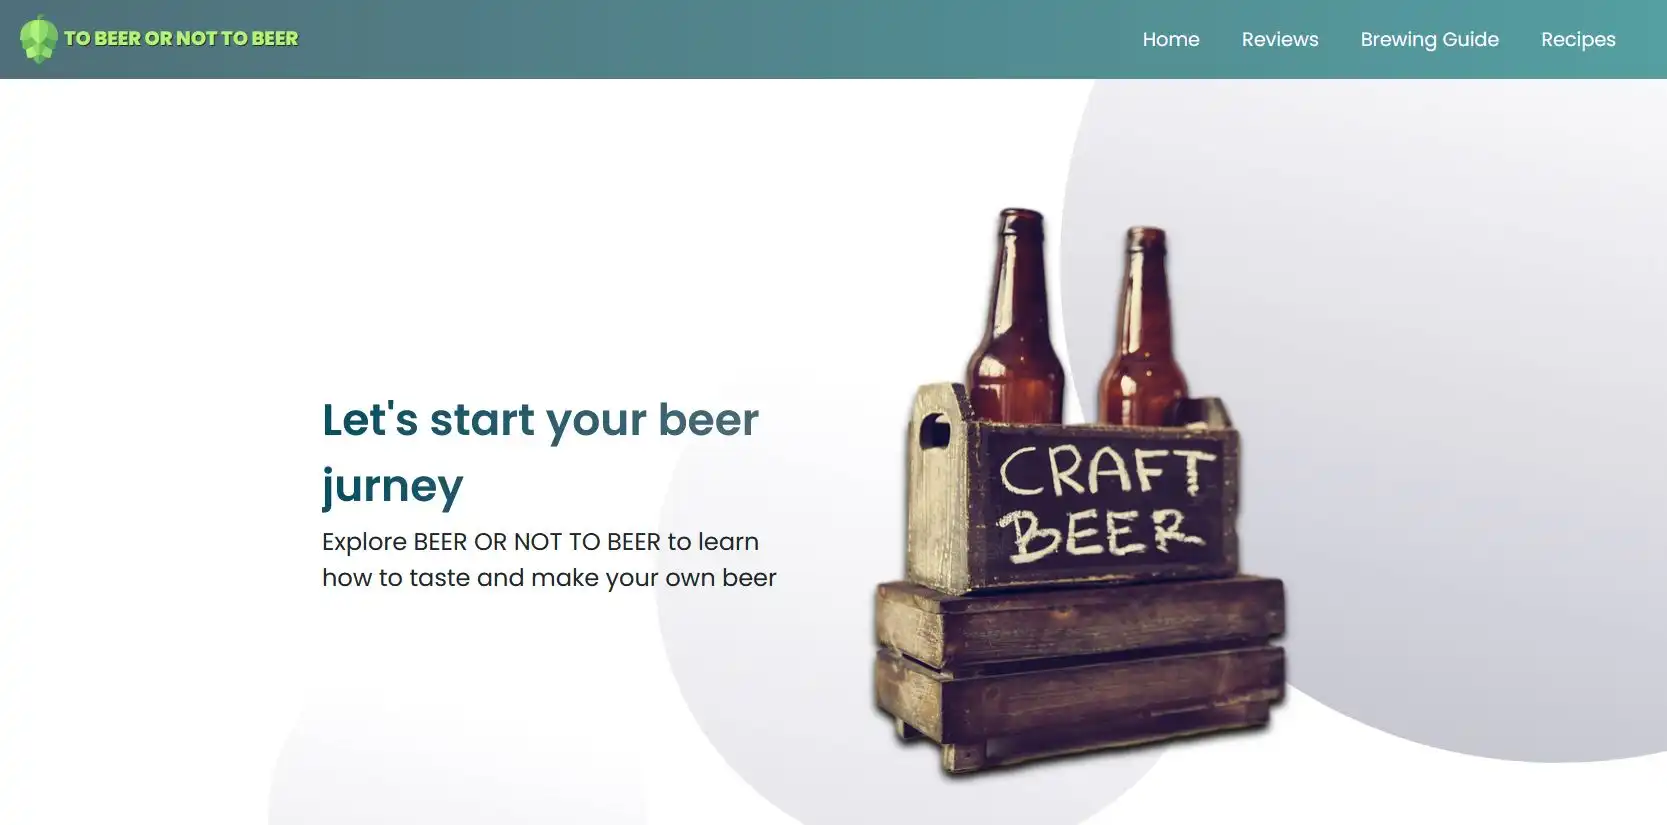 TO BEER OR NOT TO BEER
Home Reviews Brewing Guide Recipes
Let's start your beer
jurney
Explore BEER OR NOT TO BEER to learn
how to taste and make your own beer
CRAFT
BEER